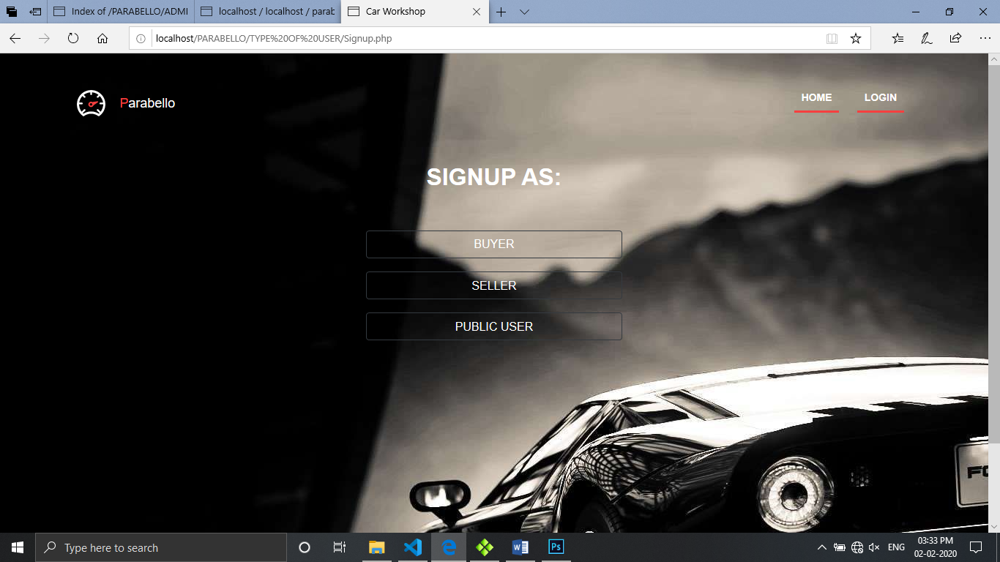 Index of /PARABELLO/ADMI
localhost / localhost / parab
Car Workshop
localhost/PARABELLO/TYPE%20OF%20USER/Signup.php
Parabello
HOME
LOGIN
SIGNUP AS:
BUYER
SELLER
PUBLIC USER
Type here to search
W
Ps
ENG
03:33 PM
02-02-2020